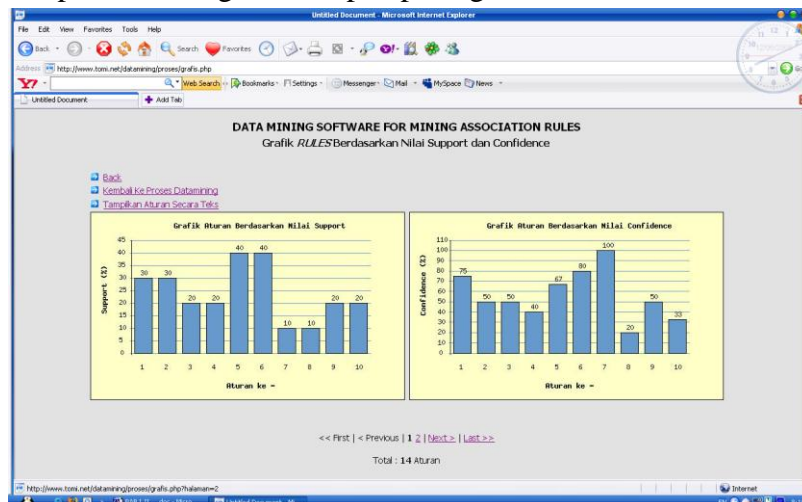 Untitled Document - Microsoft Internet Explorer
File Edit View Favorites Tools Help
Back Search Favorites
Address http://www.tomi.net/datamining/proses/grafis.php
Web Search Bookmarks Settings Messenger Mail MySpace News
Untitled Document Add Tab
DATA MINING SOFTWARE FOR MINING ASSOCIATION RULES
Grafik RULES Berdasarkan Nilai Support dan Confidence
Back
Kembali Ke Proses Datamining
Tampilkan Aturan Secara Teks
Grafik Aturan Berdasarkan Nilai Support
Support (%)
45
40
35
30
25
20
15
10
5
0
30 30 20 20 40 40 10 10 20 20
1 2 3 4 5 6 7 8 9 10
Aturan ke -
Grafik Aturan Berdasarkan Nilai Confidence
Confidence (%)
110
100
90
80
70
60
50
40
30
20
10
0
75 50 50 40 67 80 100 20 50 33
1 2 3 4 5 6 7 8 9 10
Aturan ke -
<< First | < Previous | 1 2 | Next > | Last >>
Total : 14 Aturan
http://www.tomi.net/datamining/proses/grafis.php?halaman=2 Internet